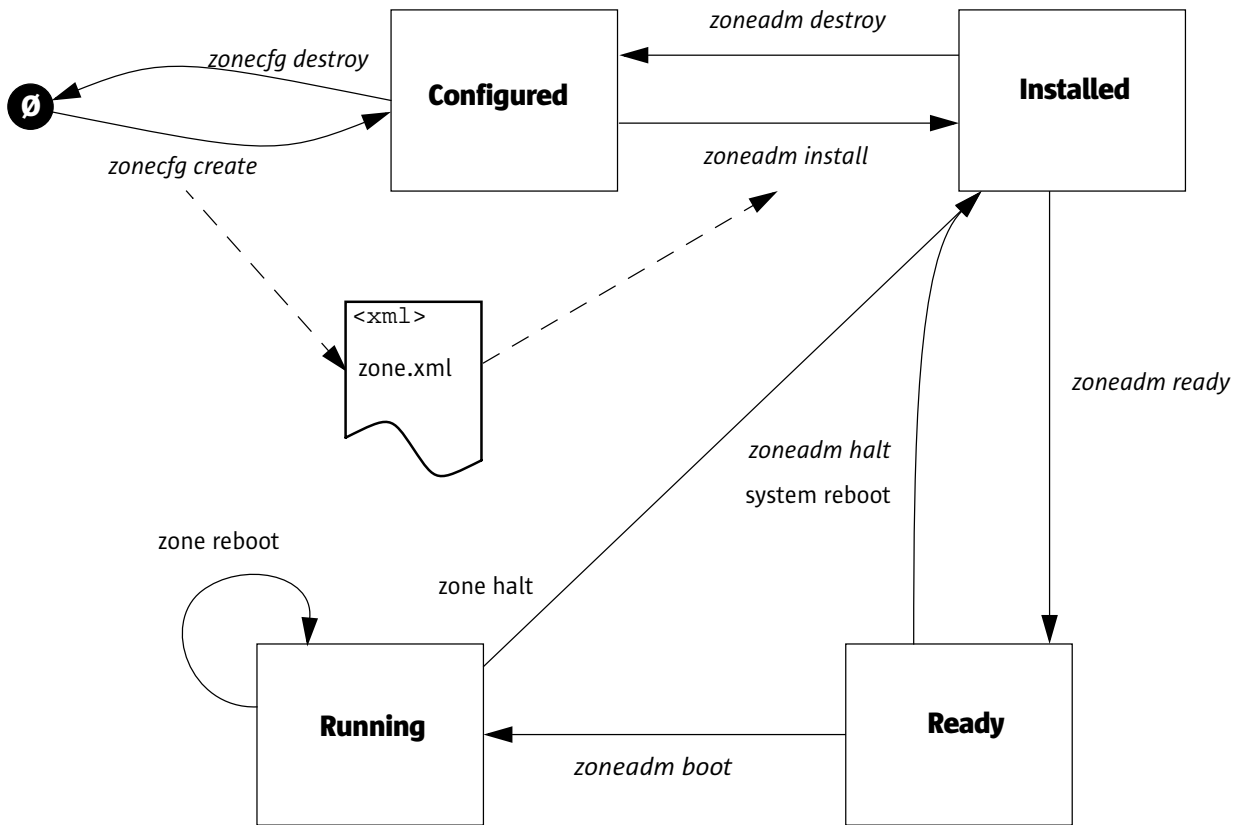 zoneadm destroy
zonecfg destroy
Ø
Configured
Installed
zonecfg create
zoneadm install
<xml>
zone.xml
zoneadm ready
zoneadm halt
system reboot
zone reboot
zone halt
Running
Ready
zoneadm boot